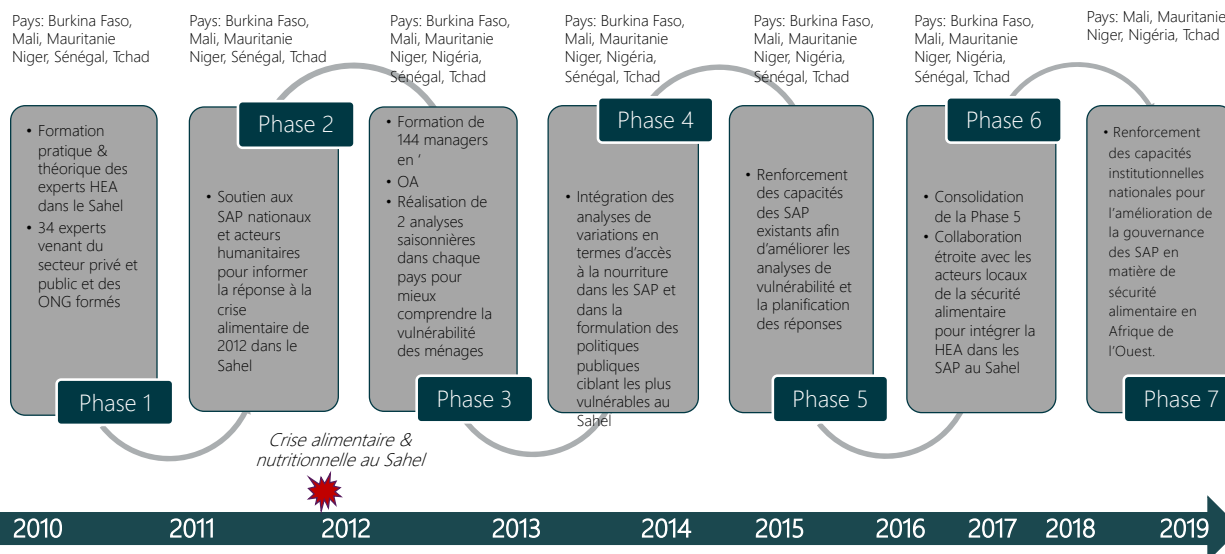 Pays: Burkina Faso,
Mali, Mauritanie
Niger, Sénégal, Tchad
Pays: Burkina Faso,
Mali, Mauritanie
Niger, Sénégal, Tchad
Pays: Burkina Faso,
Mali, Mauritanie
Niger, Nigéria,
Sénégal, Tchad
Pays: Burkina Faso,
Mali, Mauritanie
Niger, Nigéria,
Sénégal, Tchad
Pays: Burkina Faso,
Mali, Mauritanie
Niger, Nigéria,
Sénégal, Tchad
Pays: Burkina Faso,
Mali, Mauritanie
Niger, Nigéria,
Sénégal, Tchad
Pays: Mali, Mauritanie
Niger, Nigéria, Tchad
• Formation
pratique &
théorique des
experts HEA
dans le Sahel
• 34 experts
venant du
secteur privé et
public et des
ONG formés
Phase 1
Phase 2
• Soutien aux
SAP nationaux
et acteurs
humanitaires
pour informer
la réponse à la
crise
alimentaire de
2012 dans le
Sahel
• Formation de
144 managers
en '
• OA
• Réalisation de
2 analyses
saisonnières
dans chaque
pays pour
mieux
comprendre la
vulnérabilité
des ménages
Phase 3
Phase 4
• Intégration des
analyses de
variations en
termes d'accès
à la nourriture
dans les SAP et
dans la
formulation des
politiques
publiques
ciblant les plus
vulnérables au
Sahel
• Renforcement
des capacités
des SAP
existants afin
d'améliorer les
analyses de
vulnérabilité et
la planification
des réponses
Phase 5
Phase 6
• Consolidation
de la Phase 5
• Collaboration
étroite avec les
acteurs locaux
de la sécurité
alimentaire
pour intégrer la
HEA dans les
SAP au Sahel
• Renforcement
des capacités
institutionnelles
nationales pour
l'amélioration de
la gouvernance
des SAP en
matière de
sécurité
alimentaire en
Afrique de
l'Ouest.
Phase 7
Crise alimentaire &
nutritionnelle au Sahel
2010 2011 2012 2013 2014 2015 2016 2017 2018 2019